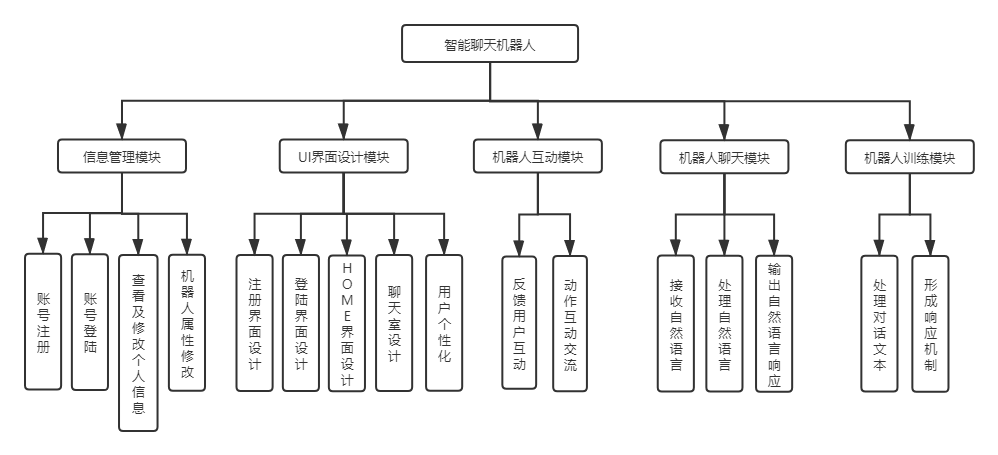 智能聊天机器人
信息管理模块
UI界面设计模块
机器人互动模块
机器人聊天模块
机器人训练模块
账号注册
账号登陆
查看及修改个人信息
机器人属性修改
注册界面设计
登陆界面设计
HOME界面设计
聊天室设计
用户个性化
反馈用户互动
动作互动交流
接收自然语言
处理自然语言
输出自然语言响应
处理对话文本
形成响应机制